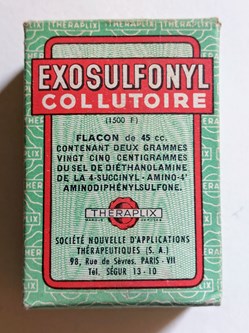 EXOSULFONYL
COLLUTOIRE
(1500 F)
FLACON de 45 cc.
CONTENANT DEUX GRAMMES
VINGT CINQ CENTIGRAMMES
DU SEL DE DIÉTHANOLAMINE
DE LA 4-SUCCINYL-AMINO-4'
AMINODIPHÉNYLSULFONE.
THERAPLIX
SOCIÉTÉ NOUVELLE D'APPLICATIONS
THÉRAPEUTIQUES (S. A.)
98, Rue de Sèvres, PARIS-VII
Tél. SÉGUR 13-10